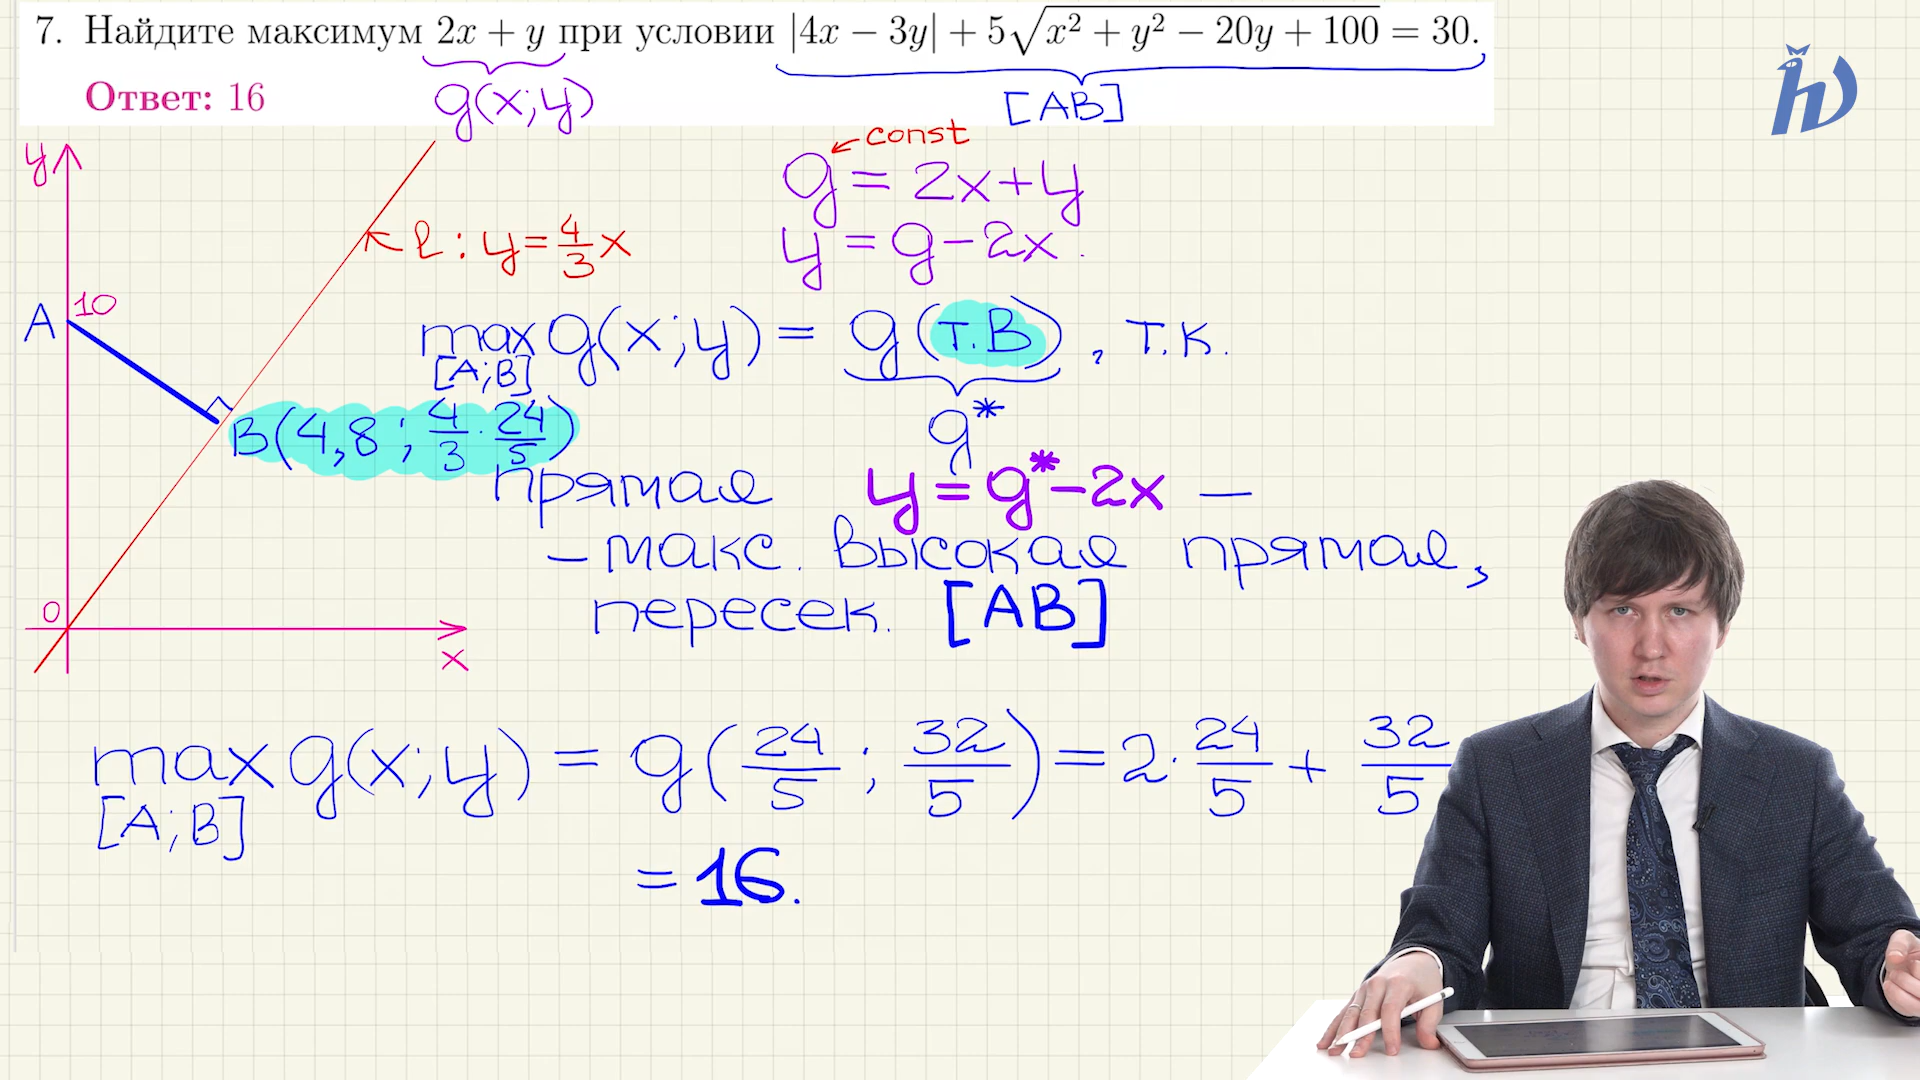 7. Найдите максимум 2x + y при условии |4x − 3y| + 5√(x² + y² − 20y + 100) = 30.
Ответ: 16
g(x;y)
[AB]
const
g = 2x+y
y = g−2x.
y
l: y = 4/3 x
A
10
max g(x;y) = g(т.B), т.к.
[A;B]
g*
B(4,8; 4/3 · 24/5)
прямая y = g*−2x —
— макс. высокая прямая,
пересек. [AB]
0
x
max g(x;y) = g(24/5; 32/5) = 2·24/5 + 32/5
[A;B]
= 16.